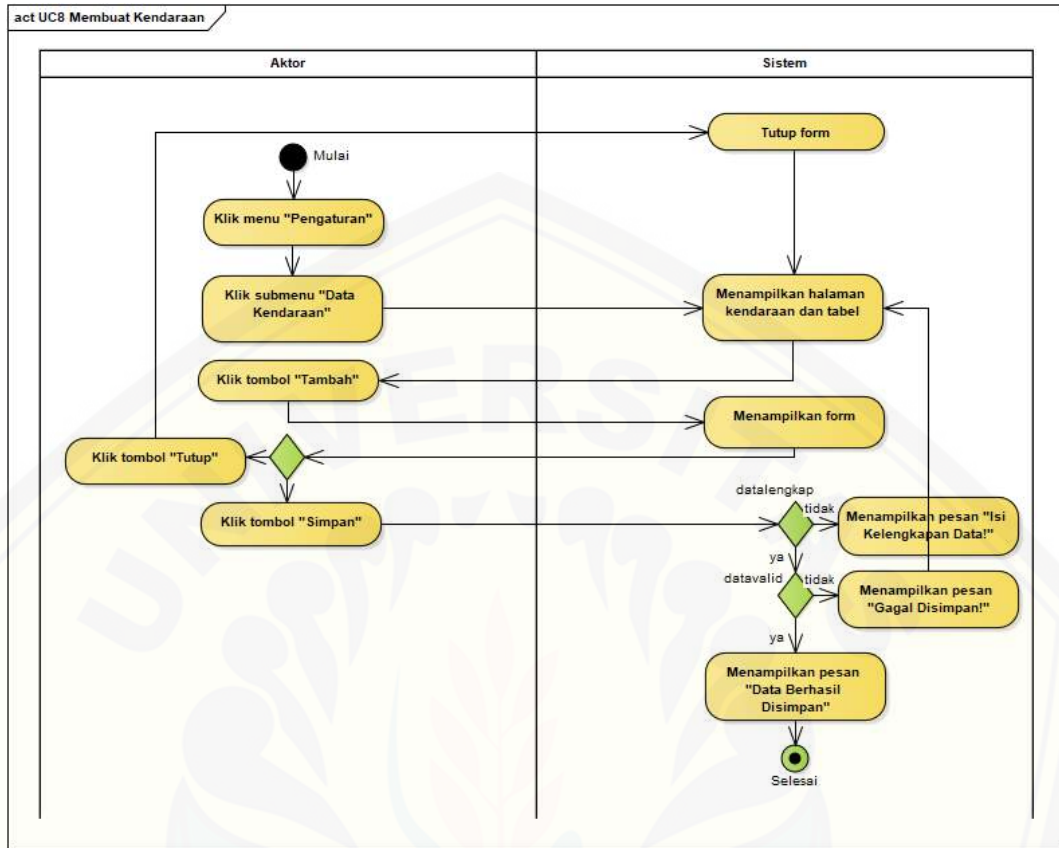 act UC8 Membuat Kendaraan
Aktor
Sistem
Tutup form
Mulai
Klik menu "Pengaturan"
Klik submenu "Data
Kendaraan"
Menampilkan halaman
kendaraan dan tabel
Klik tombol "Tambah"
Menampilkan form
Klik tombol "Tutup"
Klik tombol "Simpan"
datalengkap
tidak
Menampilkan pesan "Isi
Kelengkapan Data!"
ya
datavalid
tidak
Menampilkan pesan
"Gagal Disimpan!"
ya
Menampilkan pesan
"Data Berhasil
Disimpan"
Selesai
UNIVERSITAS